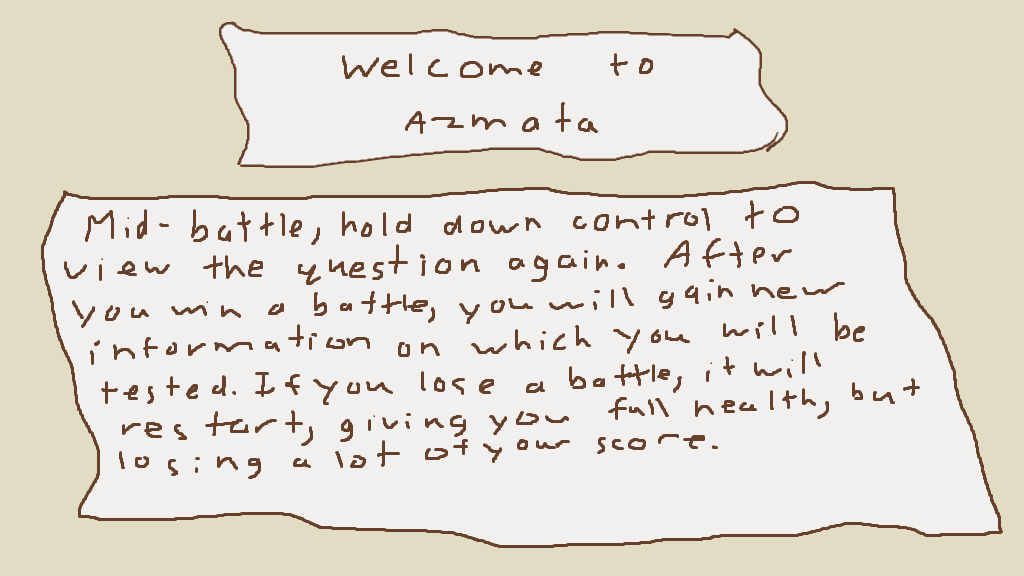 Welcome to
Azmata
Mid-battle, hold down control to
view the question again. After
you win a battle, you will gain new
information on which you will be
tested. If you lose a battle, it will
restart, giving you full health, but
losing a lot of your score.